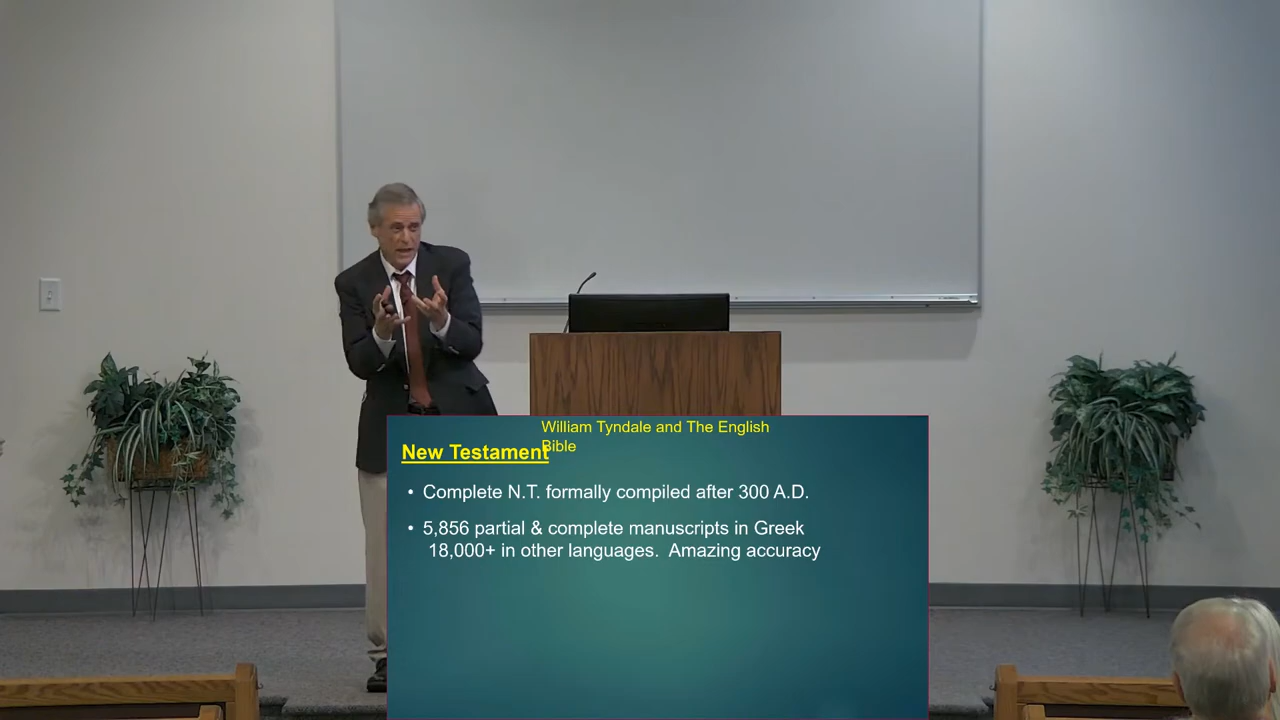 William Tyndale and The English
Bible
New Testament
• Complete N.T. formally compiled after 300 A.D.
• 5,856 partial & complete manuscripts in Greek
18,000+ in other languages.  Amazing accuracy